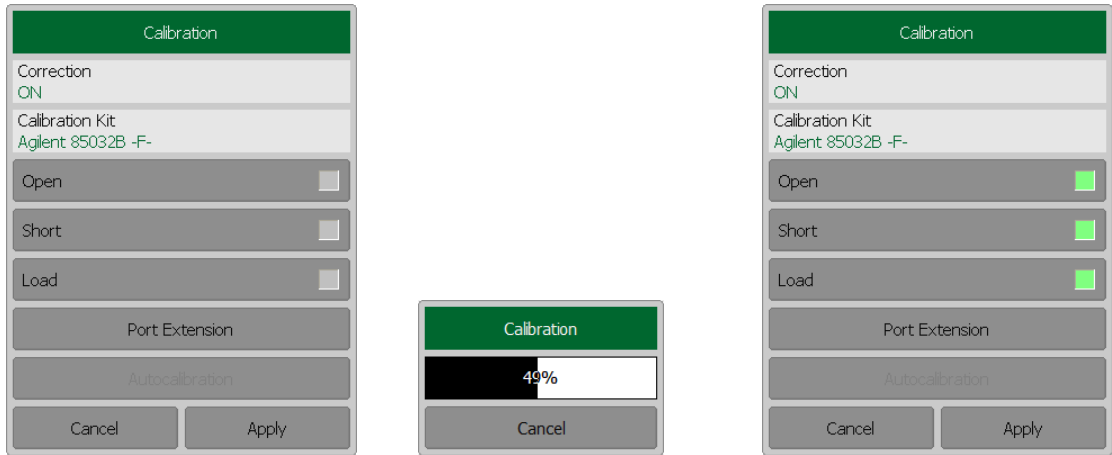 Calibration
Correction
ON
Calibration Kit
Agilent 85032B -F-
Open
Short
Load
Port Extension
Autocalibration
Cancel Apply
Calibration
49%
Cancel
Calibration
Correction
ON
Calibration Kit
Agilent 85032B -F-
Open
Short
Load
Port Extension
Autocalibration
Cancel Apply